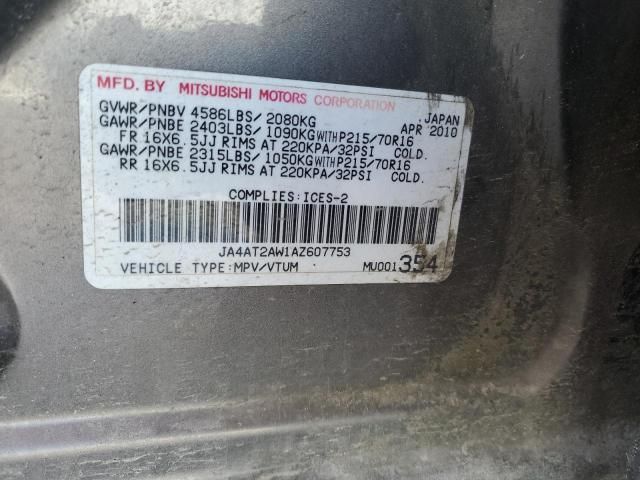 MFD. BY MITSUBISHI MOTORS CORPORATION
GVWR/PNBV 4586LBS/2080KG JAPAN
GAWR/PNBE 2403LBS/1090KG WITH P215/70R16 APR 2010
FR 16X6.5JJ RIMS AT 220KPA/32PSI COLD.
GAWR/PNBE 2315LBS/1050KG WITH P215/70R16
RR 16X6.5JJ RIMS AT 220KPA/32PSI COLD.
COMPLIES:ICES-2
JA4AT2AW1AZ607753
VEHICLE TYPE:MPV/VTUM MU001354